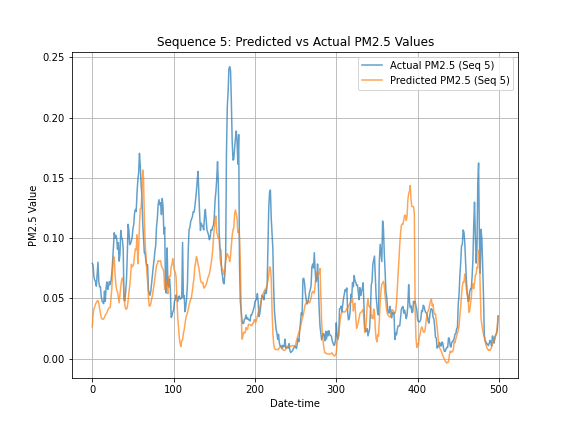 Sequence 5: Predicted vs Actual PM2.5 Values
Actual PM2.5 (Seq 5)
Predicted PM2.5 (Seq 5)
PM2.5 Value
0.25
0.20
0.15
0.10
0.05
0.00
0 100 200 300 400 500
Date-time